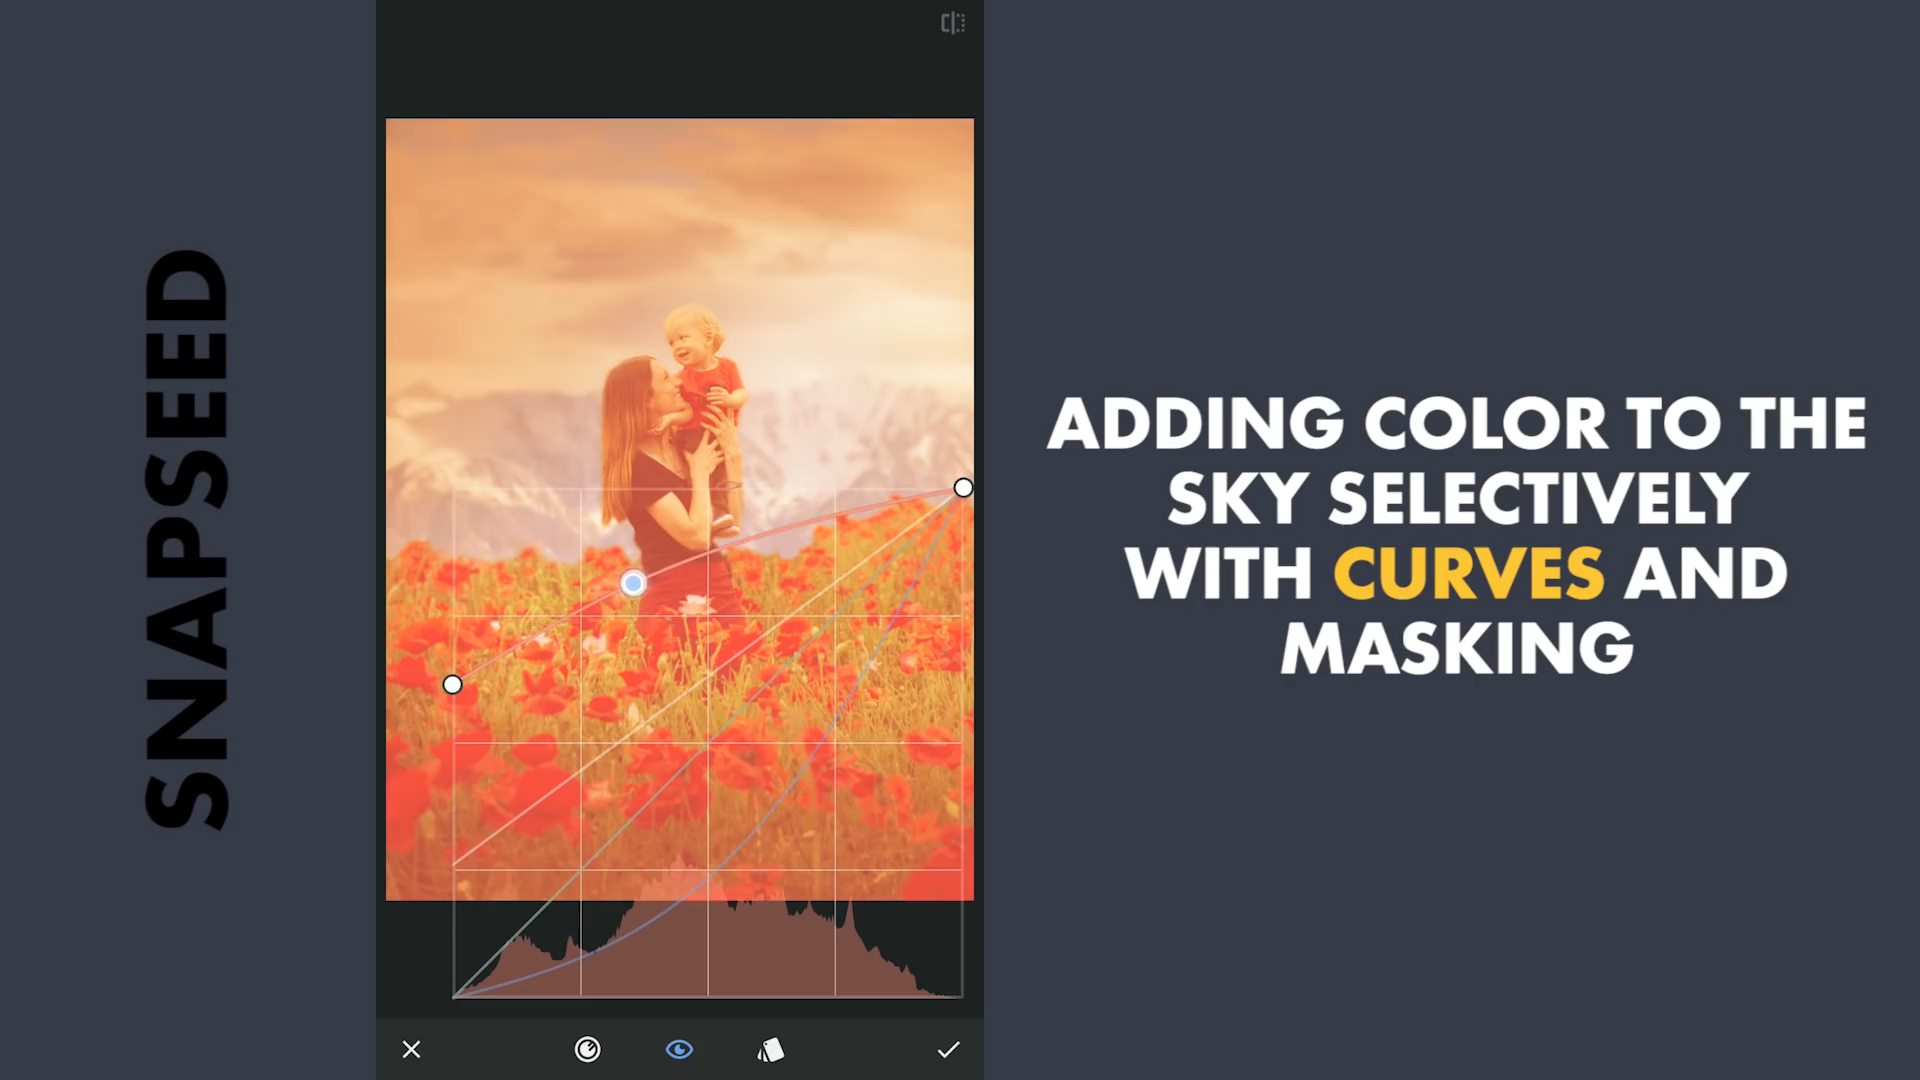 SNAPSEED
ADDING COLOR TO THE
SKY SELECTIVELY
WITH CURVES AND
MASKING